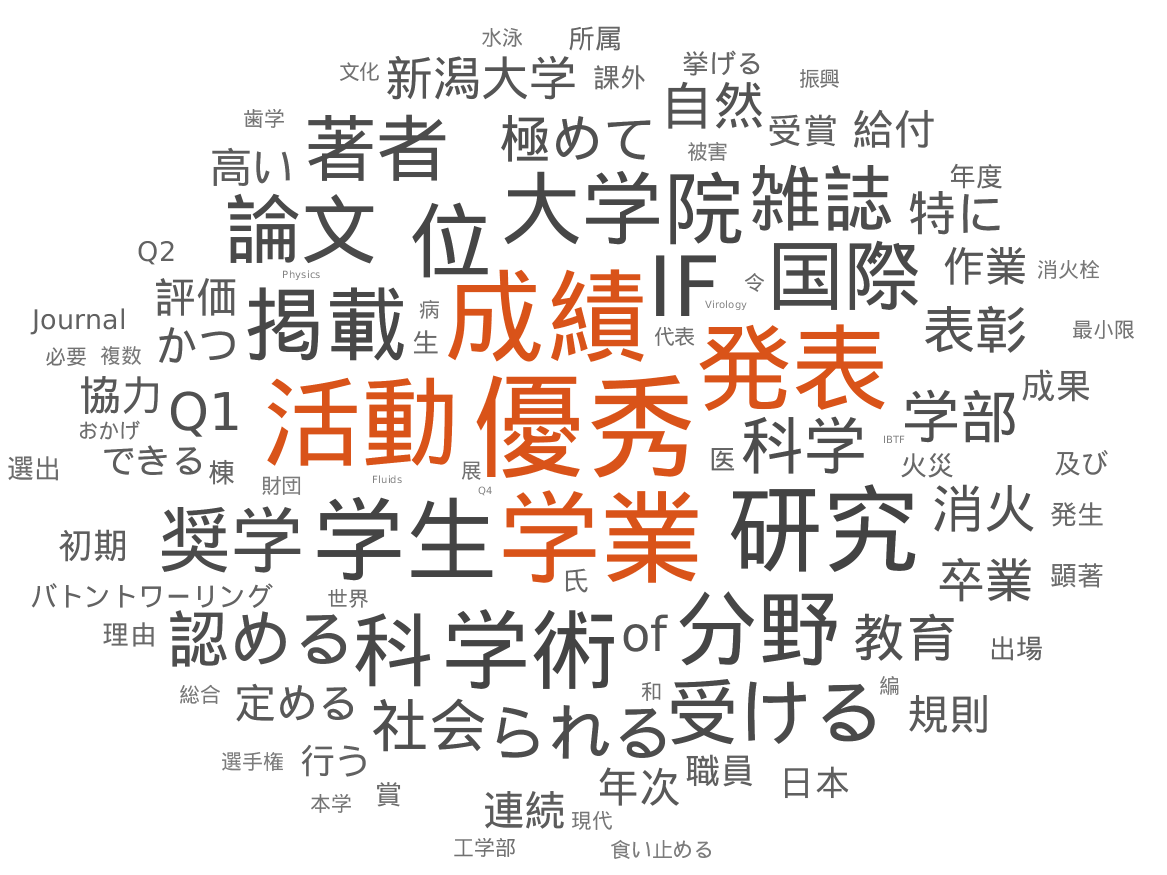 水泳 所属
文化 新潟大学 課外 挙げる 振興
歯学 著者 極めて 自然 受賞 給付
高い 被害 年度
論文 位 大学院 雑誌 特に
Q2 Physics IF 国際 作業 消火栓
Journal 評価 掲載 病 成績 令 Virology 表彰 最小限
必要 複数 かつ 生 代表 発表
協力 Q1 活動 優秀 学部 成果
おかげ できる 棟 医 科学 IBTF 火災 及び
選出 財団 Fluids 展 Q4
初期 奨学 学生 学業 研究 消火 発生
バトントワーリング 世界 氏 卒業 顕著
理由 認める 科 学術 of 分野 教育 出場
総合 定める 和 受ける 編 規則
社会 られる
選手権 行う 年次 職員 日本
本学 賞 連続 現代
工学部 食い止める